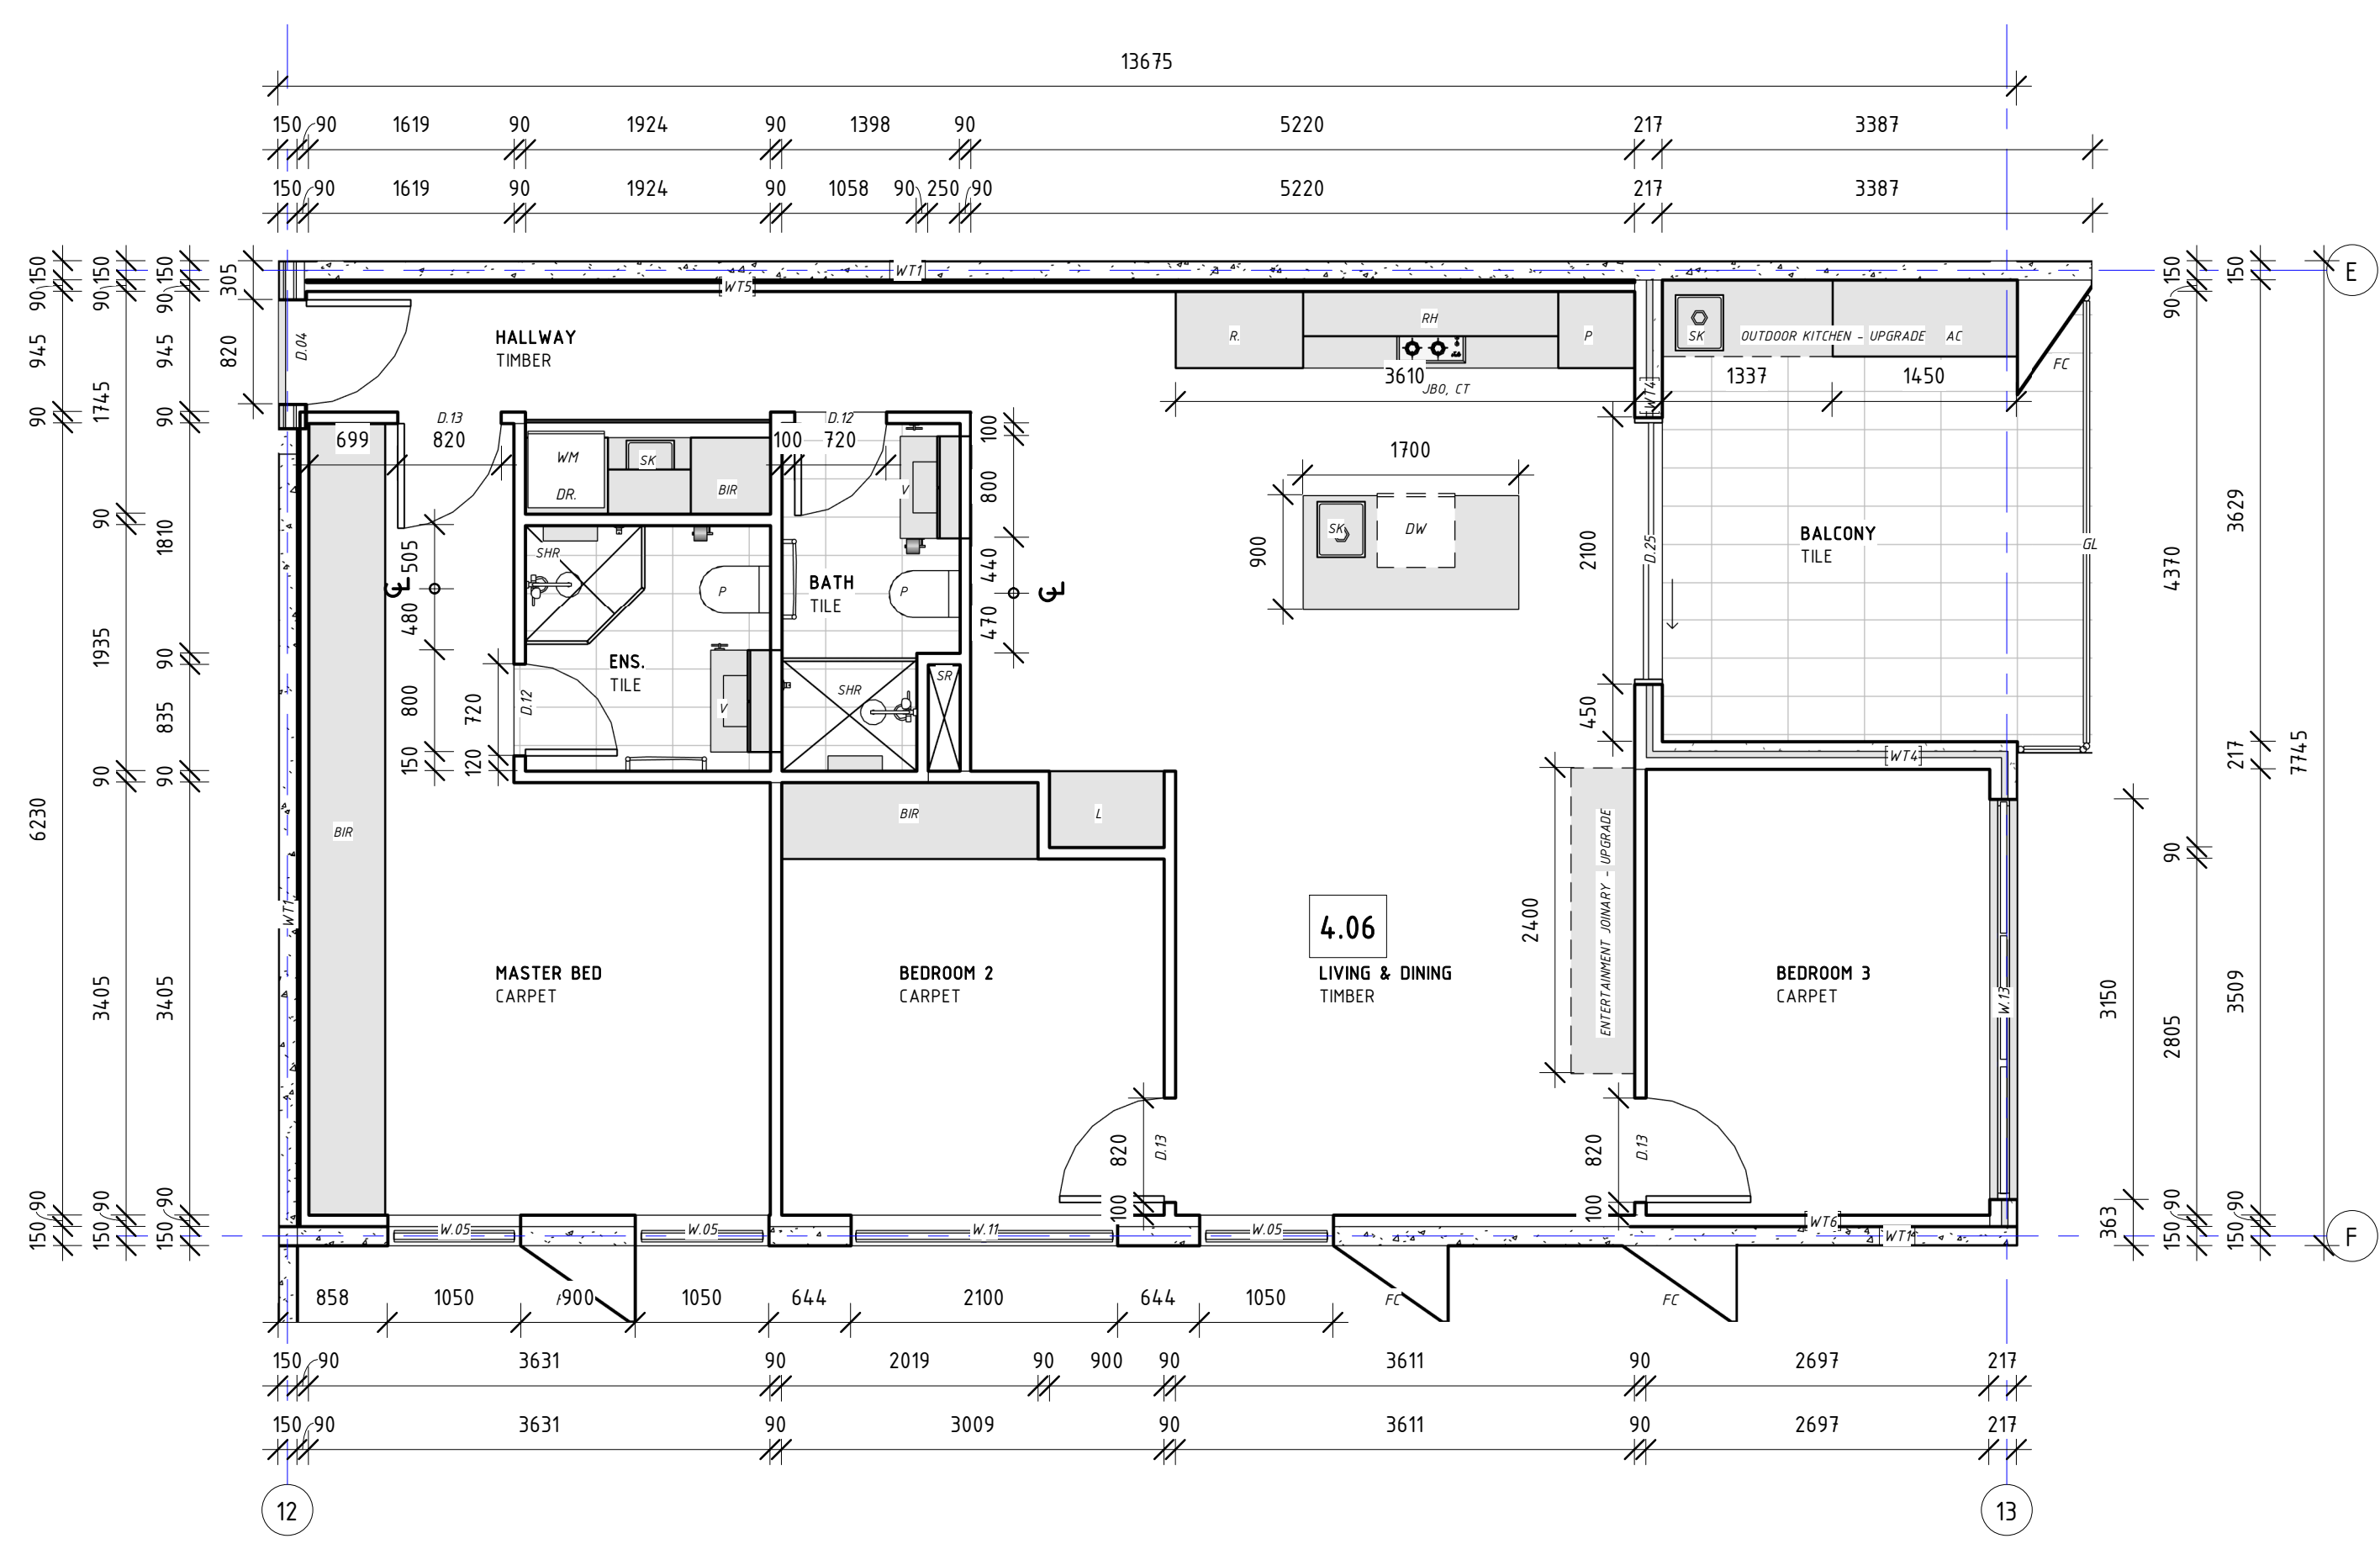 13675
150 90 1619 90 1924 90 1398 90 5220 217 3387
150 90 1619 90 1924 90 1058 90 250 90 5220 217 3387
WT1
WT5
E
150 90 945 90 6230 90 150
150 90 1745 90 1935 90 3405 90 150
150 90 945 90 1810 90 835 90 3405 90 150
305
820
D.04
HALLWAY
TIMBER
R.
RH
P
3610
JBO, CT
WT4
SK
OUTDOOR KITCHEN - UPGRADE
AC
FC
1337
1450
D.13
699
820
WM
DR.
SK
BIR
D.12
100
720
V
100
800
440
470
1700
900
SK
DW
2100
450
D.25
BALCONY
TILE
GL
505
480
800
150
720
120
D.12
SHR
P
ENS.
TILE
V
BATH
TILE
P
SHR
SR
WT4
BIR
BIR
L
WT1
4.06
MASTER BED
CARPET
BEDROOM 2
CARPET
LIVING & DINING
TIMBER
2400
ENTERTAINMENT JOINARY - UPGRADE
BEDROOM 3
CARPET
W.13
820
D.13
100
820
D.13
100
3150
363
150 90 4370 90 2805 90 150
150 3629 217 3509 90 150
7745
W.05
W.05
W.11
W.05
WT6
WT1
F
858 1050 900 1050 644 2100 644 1050
FC
FC
150 90 3631 90 2019 90 900 90 3611 90 2697 217
150 90 3631 90 3009 90 3611 90 2697 217
12
13